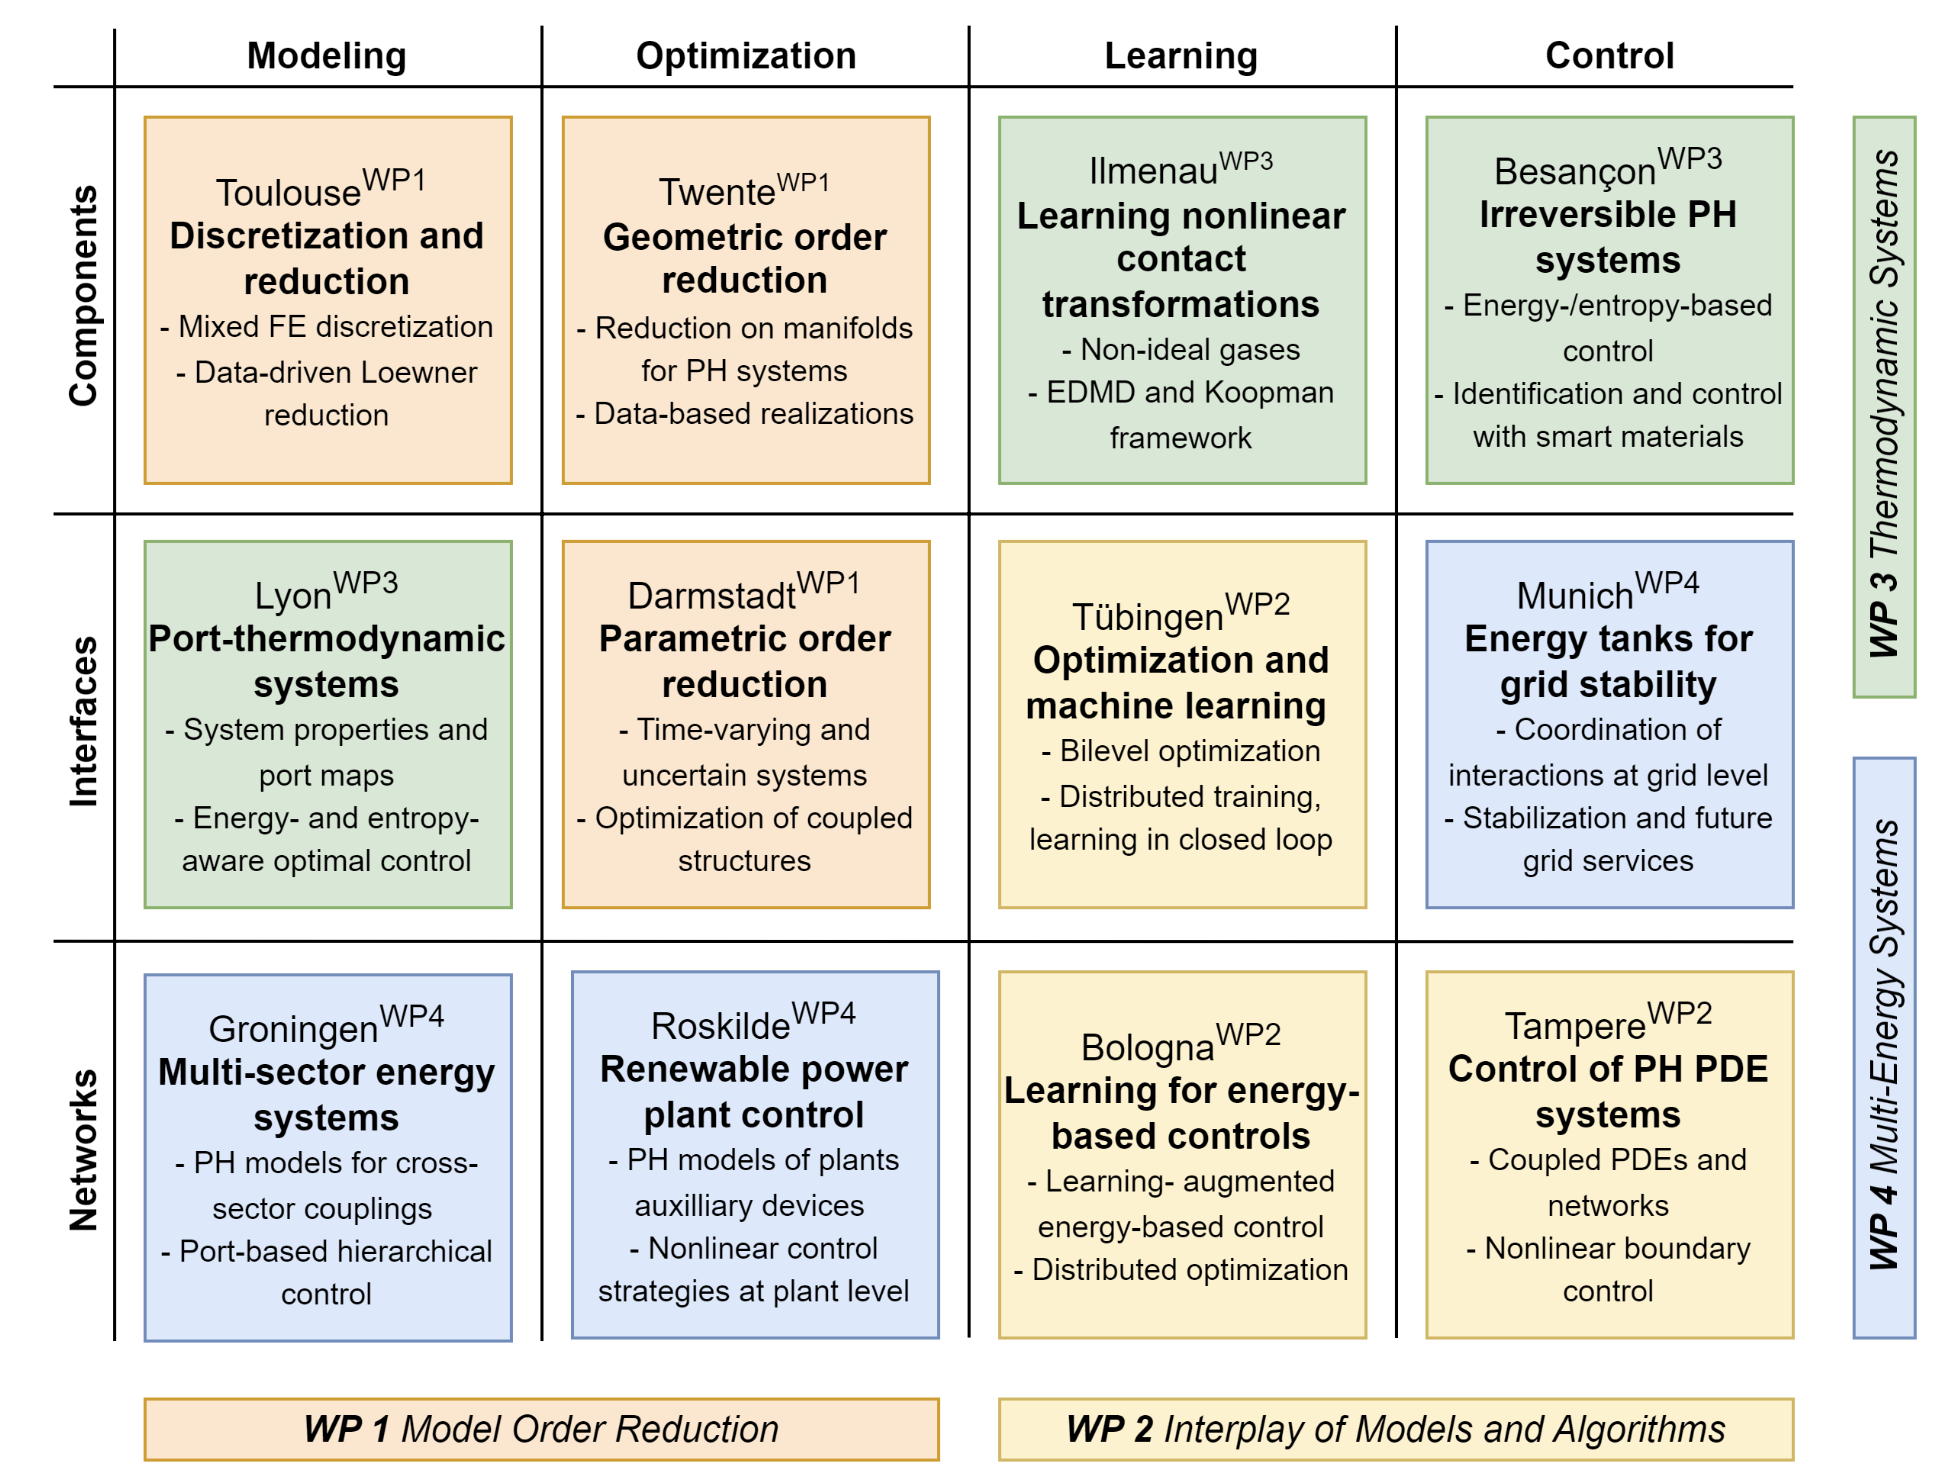 Modeling
Optimization
Learning
Control
Components
Toulouse^WP1
Discretization and
reduction
- Mixed FE discretization
- Data-driven Loewner
reduction
Twente^WP1
Geometric order
reduction
- Reduction on manifolds
for PH systems
- Data-based realizations
Ilmenau^WP3
Learning nonlinear
contact
transformations
- Non-ideal gases
- EDMD and Koopman
framework
Besançon^WP3
Irreversible PH
systems
- Energy-/entropy-based
control
- Identification and control
with smart materials
Interfaces
Lyon^WP3
Port-thermodynamic
systems
- System properties and
port maps
- Energy- and entropy-
aware optimal control
Darmstadt^WP1
Parametric order
reduction
- Time-varying and
uncertain systems
- Optimization of coupled
structures
Tübingen^WP2
Optimization and
machine learning
- Bilevel optimization
- Distributed training,
learning in closed loop
Munich^WP4
Energy tanks for
grid stability
- Coordination of
interactions at grid level
- Stabilization and future
grid services
Networks
Groningen^WP4
Multi-sector energy
systems
- PH models for cross-
sector couplings
- Port-based hierarchical
control
Roskilde^WP4
Renewable power
plant control
- PH models of plants
auxilliary devices
- Nonlinear control
strategies at plant level
Bologna^WP2
Learning for energy-
based controls
- Learning- augmented
energy-based control
- Distributed optimization
Tampere^WP2
Control of PH PDE
systems
- Coupled PDEs and
networks
- Nonlinear boundary
control
WP 3 Thermodynamic Systems
WP 4 Multi-Energy Systems
WP 1 Model Order Reduction
WP 2 Interplay of Models and Algorithms